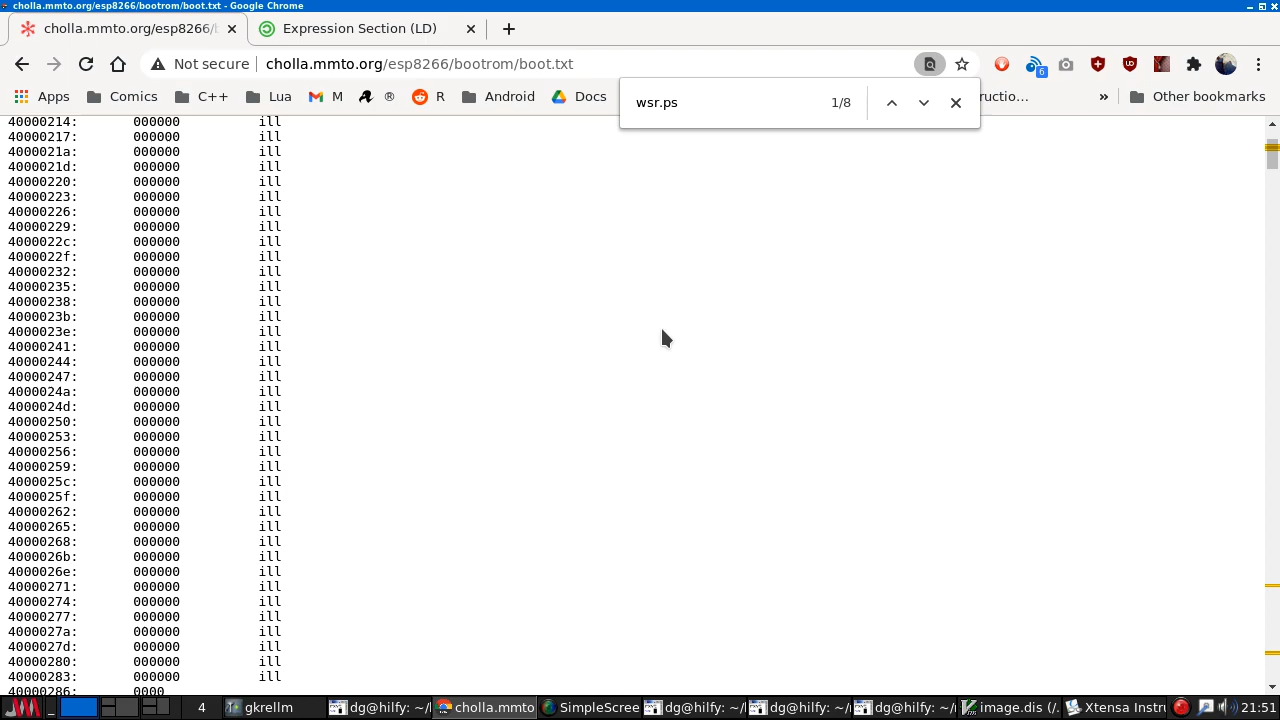 cholla.mmto.org/esp8266/bootrom/boot.txt - Google Chrome
cholla.mmto.org/esp8266/b
Expression Section (LD)
Not secure
cholla.mmto.org/esp8266/bootrom/boot.txt
6
Apps
Comics
C++
Lua
M
®
R
Android
Docs
ructio…
»
Other bookmarks
wsr.ps
1/8
40000214: 000000 ill
40000217: 000000 ill
4000021a: 000000 ill
4000021d: 000000 ill
40000220: 000000 ill
40000223: 000000 ill
40000226: 000000 ill
40000229: 000000 ill
4000022c: 000000 ill
4000022f: 000000 ill
40000232: 000000 ill
40000235: 000000 ill
40000238: 000000 ill
4000023b: 000000 ill
4000023e: 000000 ill
40000241: 000000 ill
40000244: 000000 ill
40000247: 000000 ill
4000024a: 000000 ill
4000024d: 000000 ill
40000250: 000000 ill
40000253: 000000 ill
40000256: 000000 ill
40000259: 000000 ill
4000025c: 000000 ill
4000025f: 000000 ill
40000262: 000000 ill
40000265: 000000 ill
40000268: 000000 ill
4000026b: 000000 ill
4000026e: 000000 ill
40000271: 000000 ill
40000274: 000000 ill
40000277: 000000 ill
4000027a: 000000 ill
4000027d: 000000 ill
40000280: 000000 ill
40000283: 000000 ill
40000286: 0000
4
gkrellm
dg@hilfy: ~/
cholla.mmto
SimpleScree
dg@hilfy: ~/
dg@hilfy: ~/
dg@hilfy: ~/
image.dis (/.
Xtensa Instr
21:51